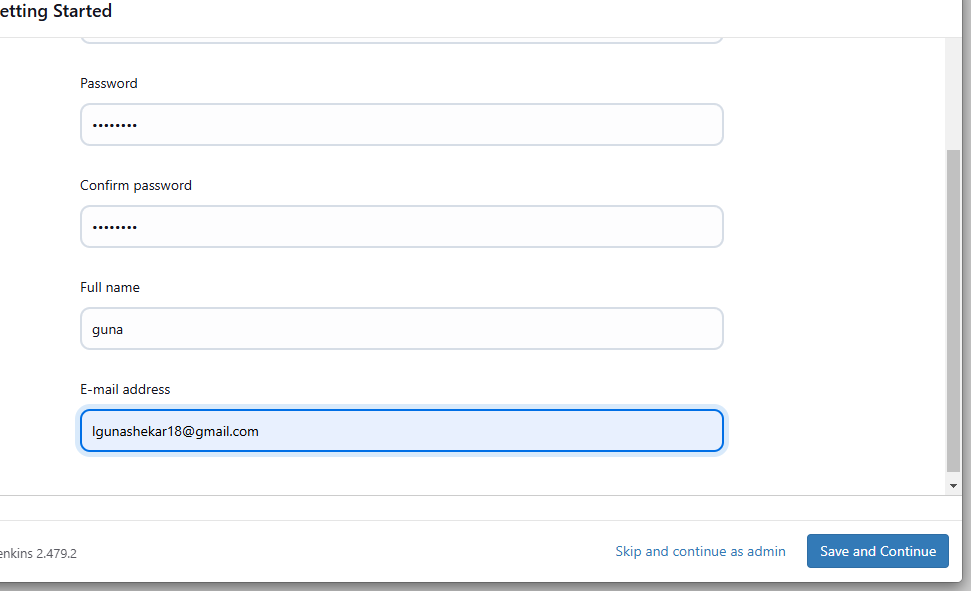 etting Started
Password
••••••••
Confirm password
••••••••
Full name
guna
E-mail address
lgunashekar18@gmail.com
enkins 2.479.2
Skip and continue as admin
Save and Continue